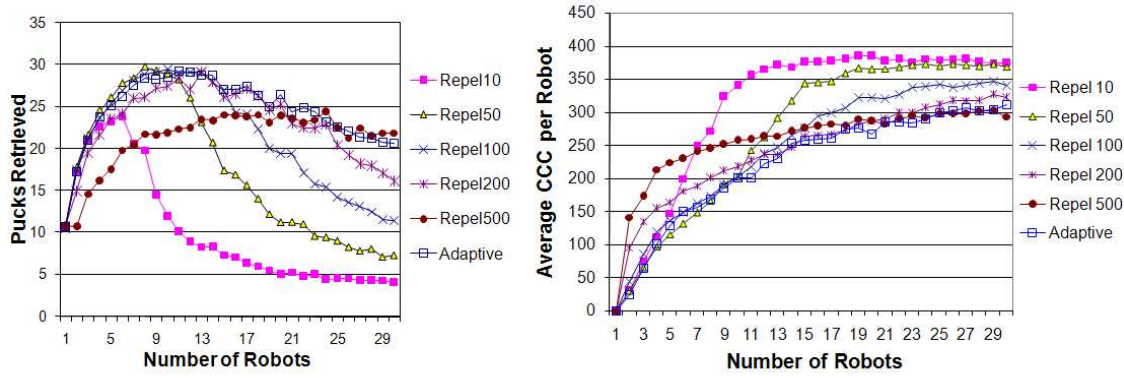 35
30
25
20
15
10
5
0
Pucks Retrieved
1 5 9 13 17 21 25 29
Number of Robots
Repel10
Repel50
Repel100
Repel200
Repel500
Adaptive
450
400
350
300
250
200
150
100
50
0
Average CCC per Robot
1 3 5 7 9 11 13 15 17 19 21 23 25 27 29
Number of Robots
Repel 10
Repel 50
Repel 100
Repel 200
Repel 500
Adaptive